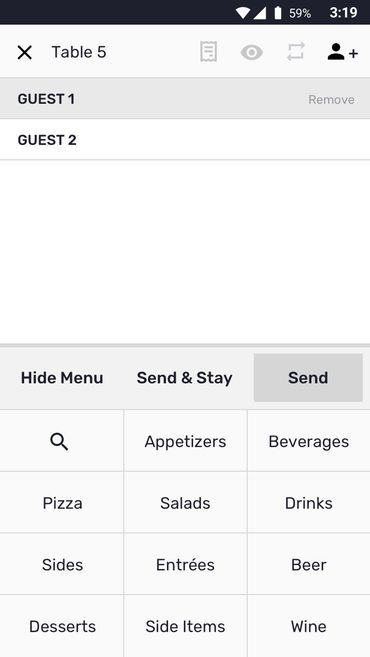 59% 3:19
Table 5
GUEST 1 Remove
GUEST 2
Hide Menu Send & Stay Send
Appetizers Beverages
Pizza Salads Drinks
Sides Entrées Beer
Desserts Side Items Wine